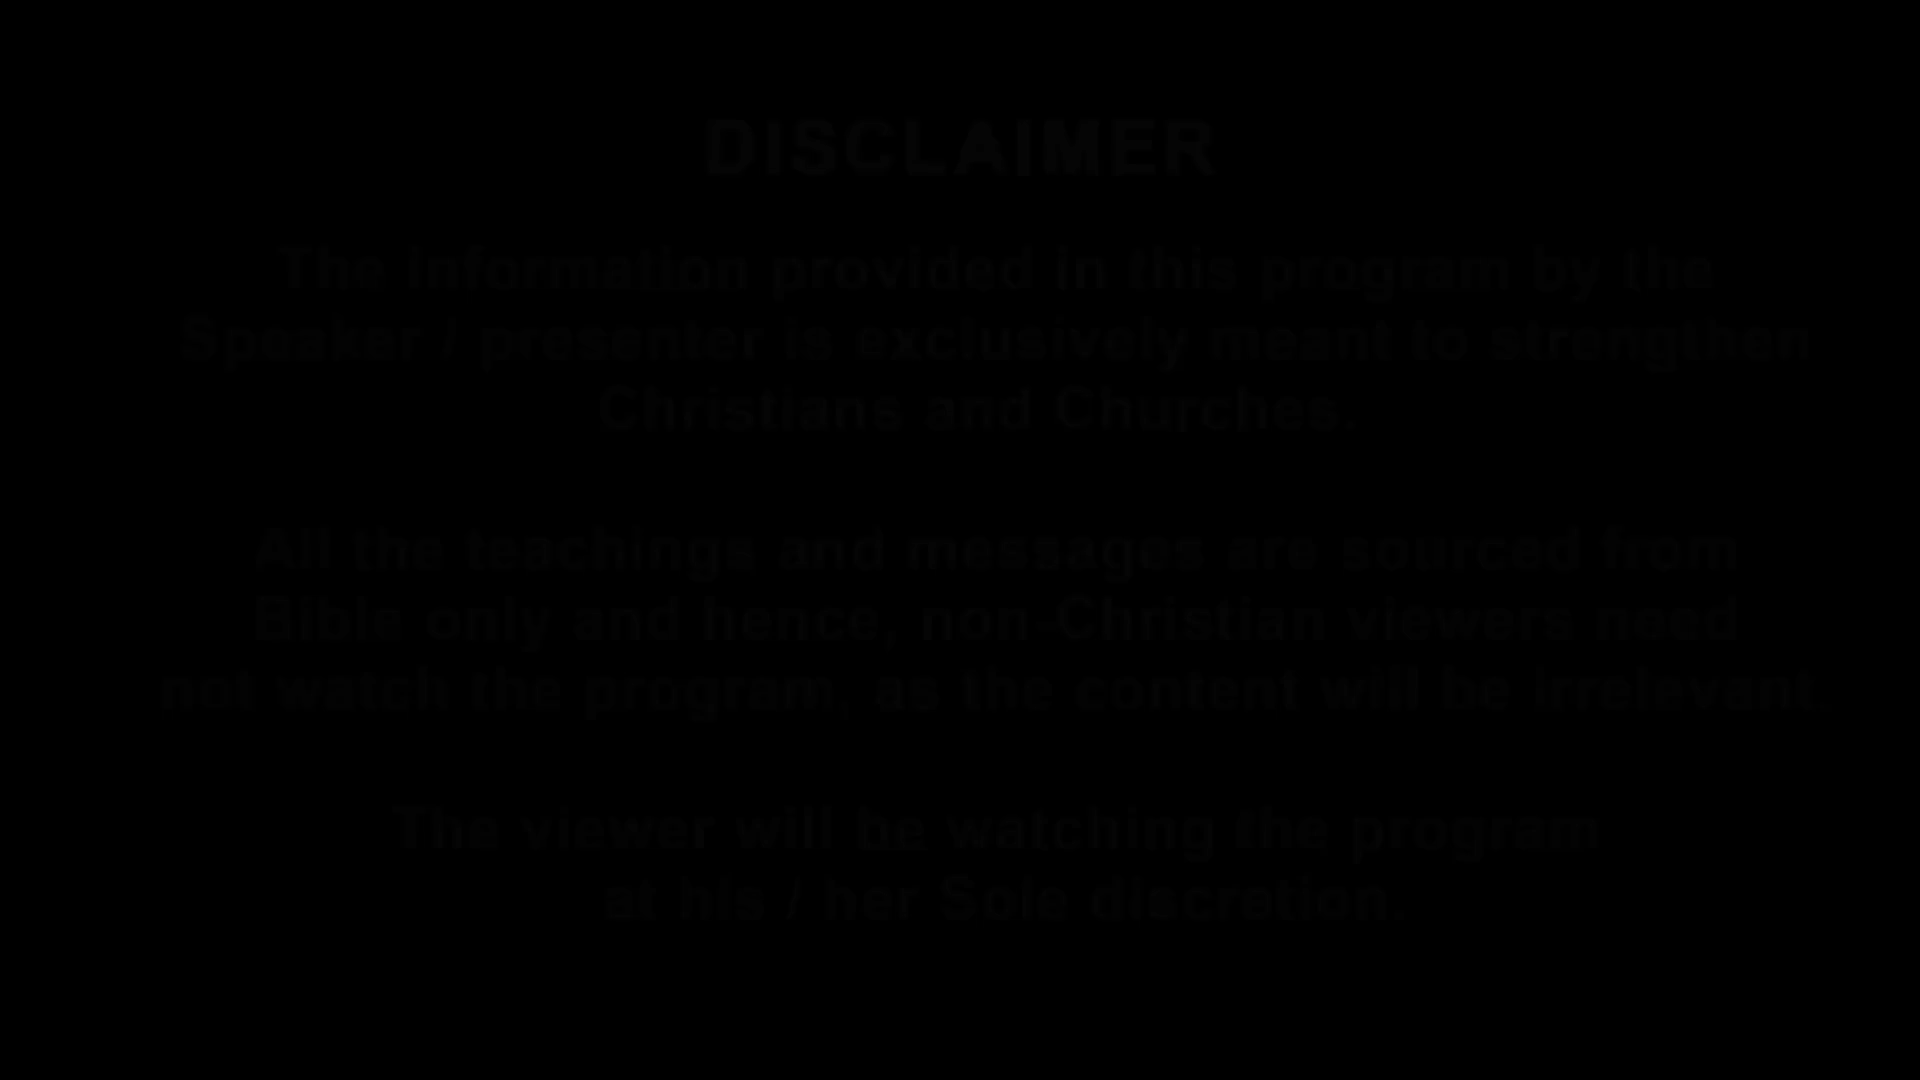 DISCLAIMER
The information provided in this program by the
Speaker / presenter is exclusively meant to strengthen
Christians and Churches.
All the teachings and messages are sourced from
Bible only and hence, non-Christian viewers need
not watch the program, as the content will be irrelevant.
The viewer will be watching the program
at his / her Sole discretion.